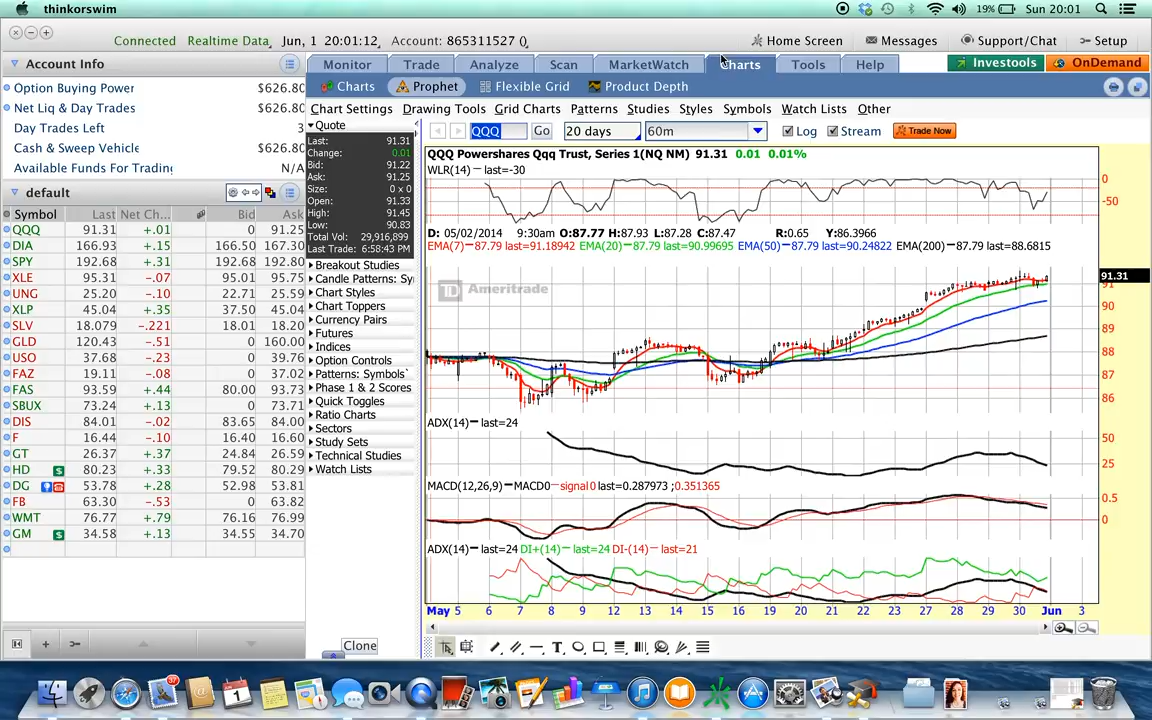 thinkorswim 19% Sun 20:01
Connected Realtime Data Jun, 1 20:01:12 Account: 865311527 () Home Screen Messages Support/Chat Setup
Account Info
Option Buying Power $626.80
Net Liq & Day Trades $626.80
Day Trades Left 3
Cash & Sweep Vehicle $626.80
Available Funds For Trading N/A
default
Symbol Last Net Ch... Bid Ask
QQQ 91.31 +.01 0 91.25
DIA 166.93 +.15 166.50 167.30
SPY 192.68 +.31 192.68 192.80
XLE 95.31 -.07 95.01 95.75
UNG 25.20 -.10 22.71 25.59
XLP 45.04 +.35 37.50 45.04
SLV 18.079 -.221 18.01 18.20
GLD 120.43 -.51 0 160.00
USO 37.68 -.23 0 39.76
FAZ 19.11 -.08 0 37.02
FAS 93.59 +.44 80.00 93.73
SBUX 73.24 +.13 0 73.71
DIS 84.01 -.02 83.65 84.00
F 16.44 -.10 16.40 16.60
GT 26.37 +.37 24.84 26.59
HD 80.23 +.33 79.52 80.29
DG 53.78 +.28 52.98 53.81
FB 63.30 -.53 0 63.82
WMT 76.77 +.79 76.16 76.99
GM 34.58 +.13 34.55 34.70
Monitor Trade Analyze Scan MarketWatch Charts Tools Help Investools OnDemand
Charts Prophet Flexible Grid Product Depth
Chart Settings Drawing Tools Grid Charts Patterns Studies Styles Symbols Watch Lists Other
Quote
Last: 91.31
Change: 0.01
Bid: 91.22
Ask: 91.25
Size: 0 x 0
Open: 91.33
High: 91.45
Low: 90.83
Total Vol: 29,916,899
Last Trade: 6:58:43 PM
Breakout Studies
Candle Patterns: Sy
Chart Styles
Chart Toppers
Currency Pairs
Futures
Indices
Option Controls
Patterns: Symbols
Phase 1 & 2 Scores
Quick Toggles
Ratio Charts
Sectors
Study Sets
Technical Studies
Watch Lists
Clone
QQQ Go 20 days 60m Log Stream Trade Now
QQQ Powershares Qqq Trust, Series 1(NQ NM) 91.31 0.01 0.01%
WLR(14) last=-30
0
-50
D: 05/02/2014 9:30am O:87.77 H:87.93 L:87.28 C:87.47 R:0.65 Y:86.3966
EMA(7)=87.79 last=91.18942 EMA(20)=87.79 last=90.99695 EMA(50)=87.79 last=90.24822 EMA(200)=87.79 last=88.6815
TD Ameritrade
91.31
91
90
89
88
87
86
ADX(14) last=24
50
25
MACD(12,26,9) MACD0 signal0 last=0.287973 ;0.351365
0.5
0
ADX(14) last=24 DI+(14) last=24 DI-(14) last=21
May 5 6 7 8 9 12 13 14 15 16 19 20 21 22 23 27 28 29 30 Jun 3
T
37
1